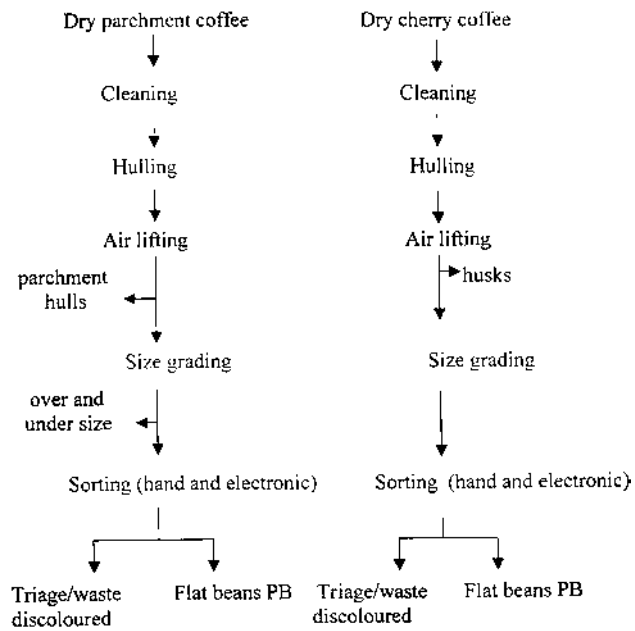 Dry parchment coffee
Cleaning
Hulling
Air lifting
parchment
hulls
Size grading
over and
under size
Sorting (hand and electronic)
Triage/waste
discoloured
Flat beans PB
Dry cherry coffee
Cleaning
Hulling
Air lifting
husks
Size grading
Sorting (hand and electronic)
Triage/waste
discoloured
Flat beans PB